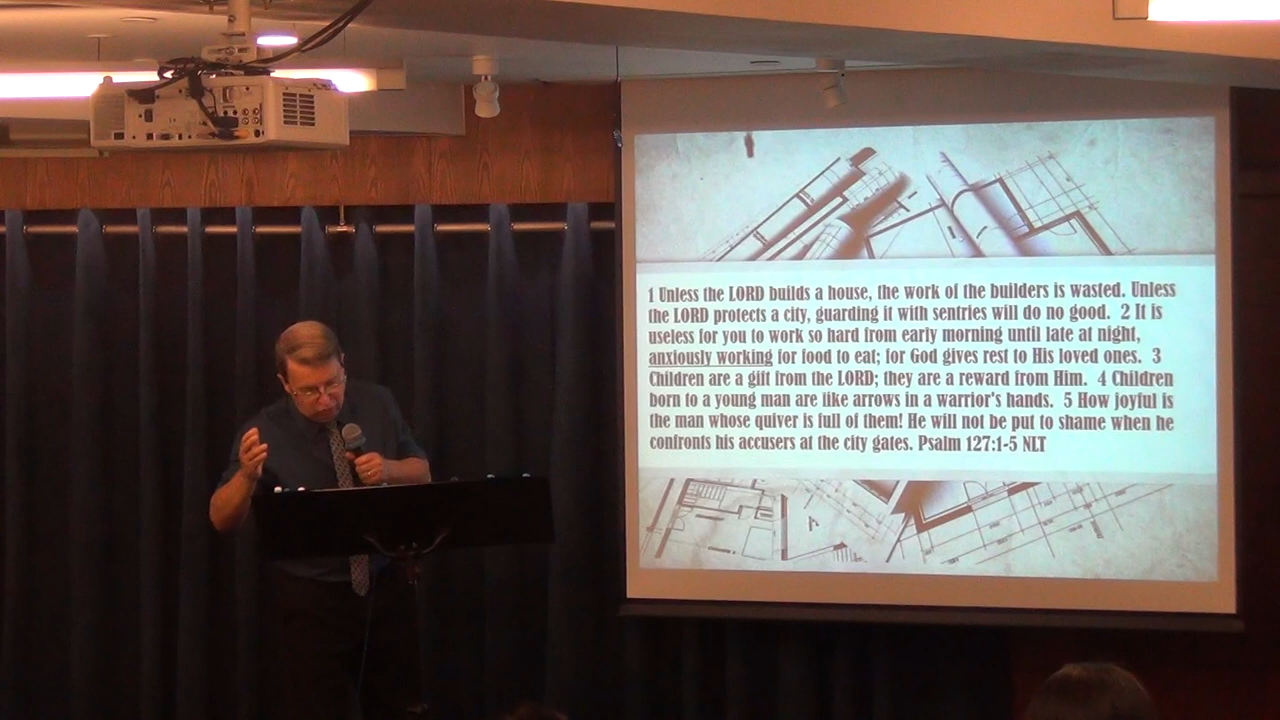 1 Unless the LORD builds a house, the work of the builders is wasted. Unless
the LORD protects a city, guarding it with sentries will do no good. 2 It is
useless for you to work so hard from early morning until late at night,
anxiously working for food to eat; for God gives rest to His loved ones. 3
Children are a gift from the LORD; they are a reward from Him. 4 Children
born to a young man are like arrows in a warrior's hands. 5 How joyful is
the man whose quiver is full of them! He will not be put to shame when he
confronts his accusers at the city gates. Psalm 127:1-5 NLT